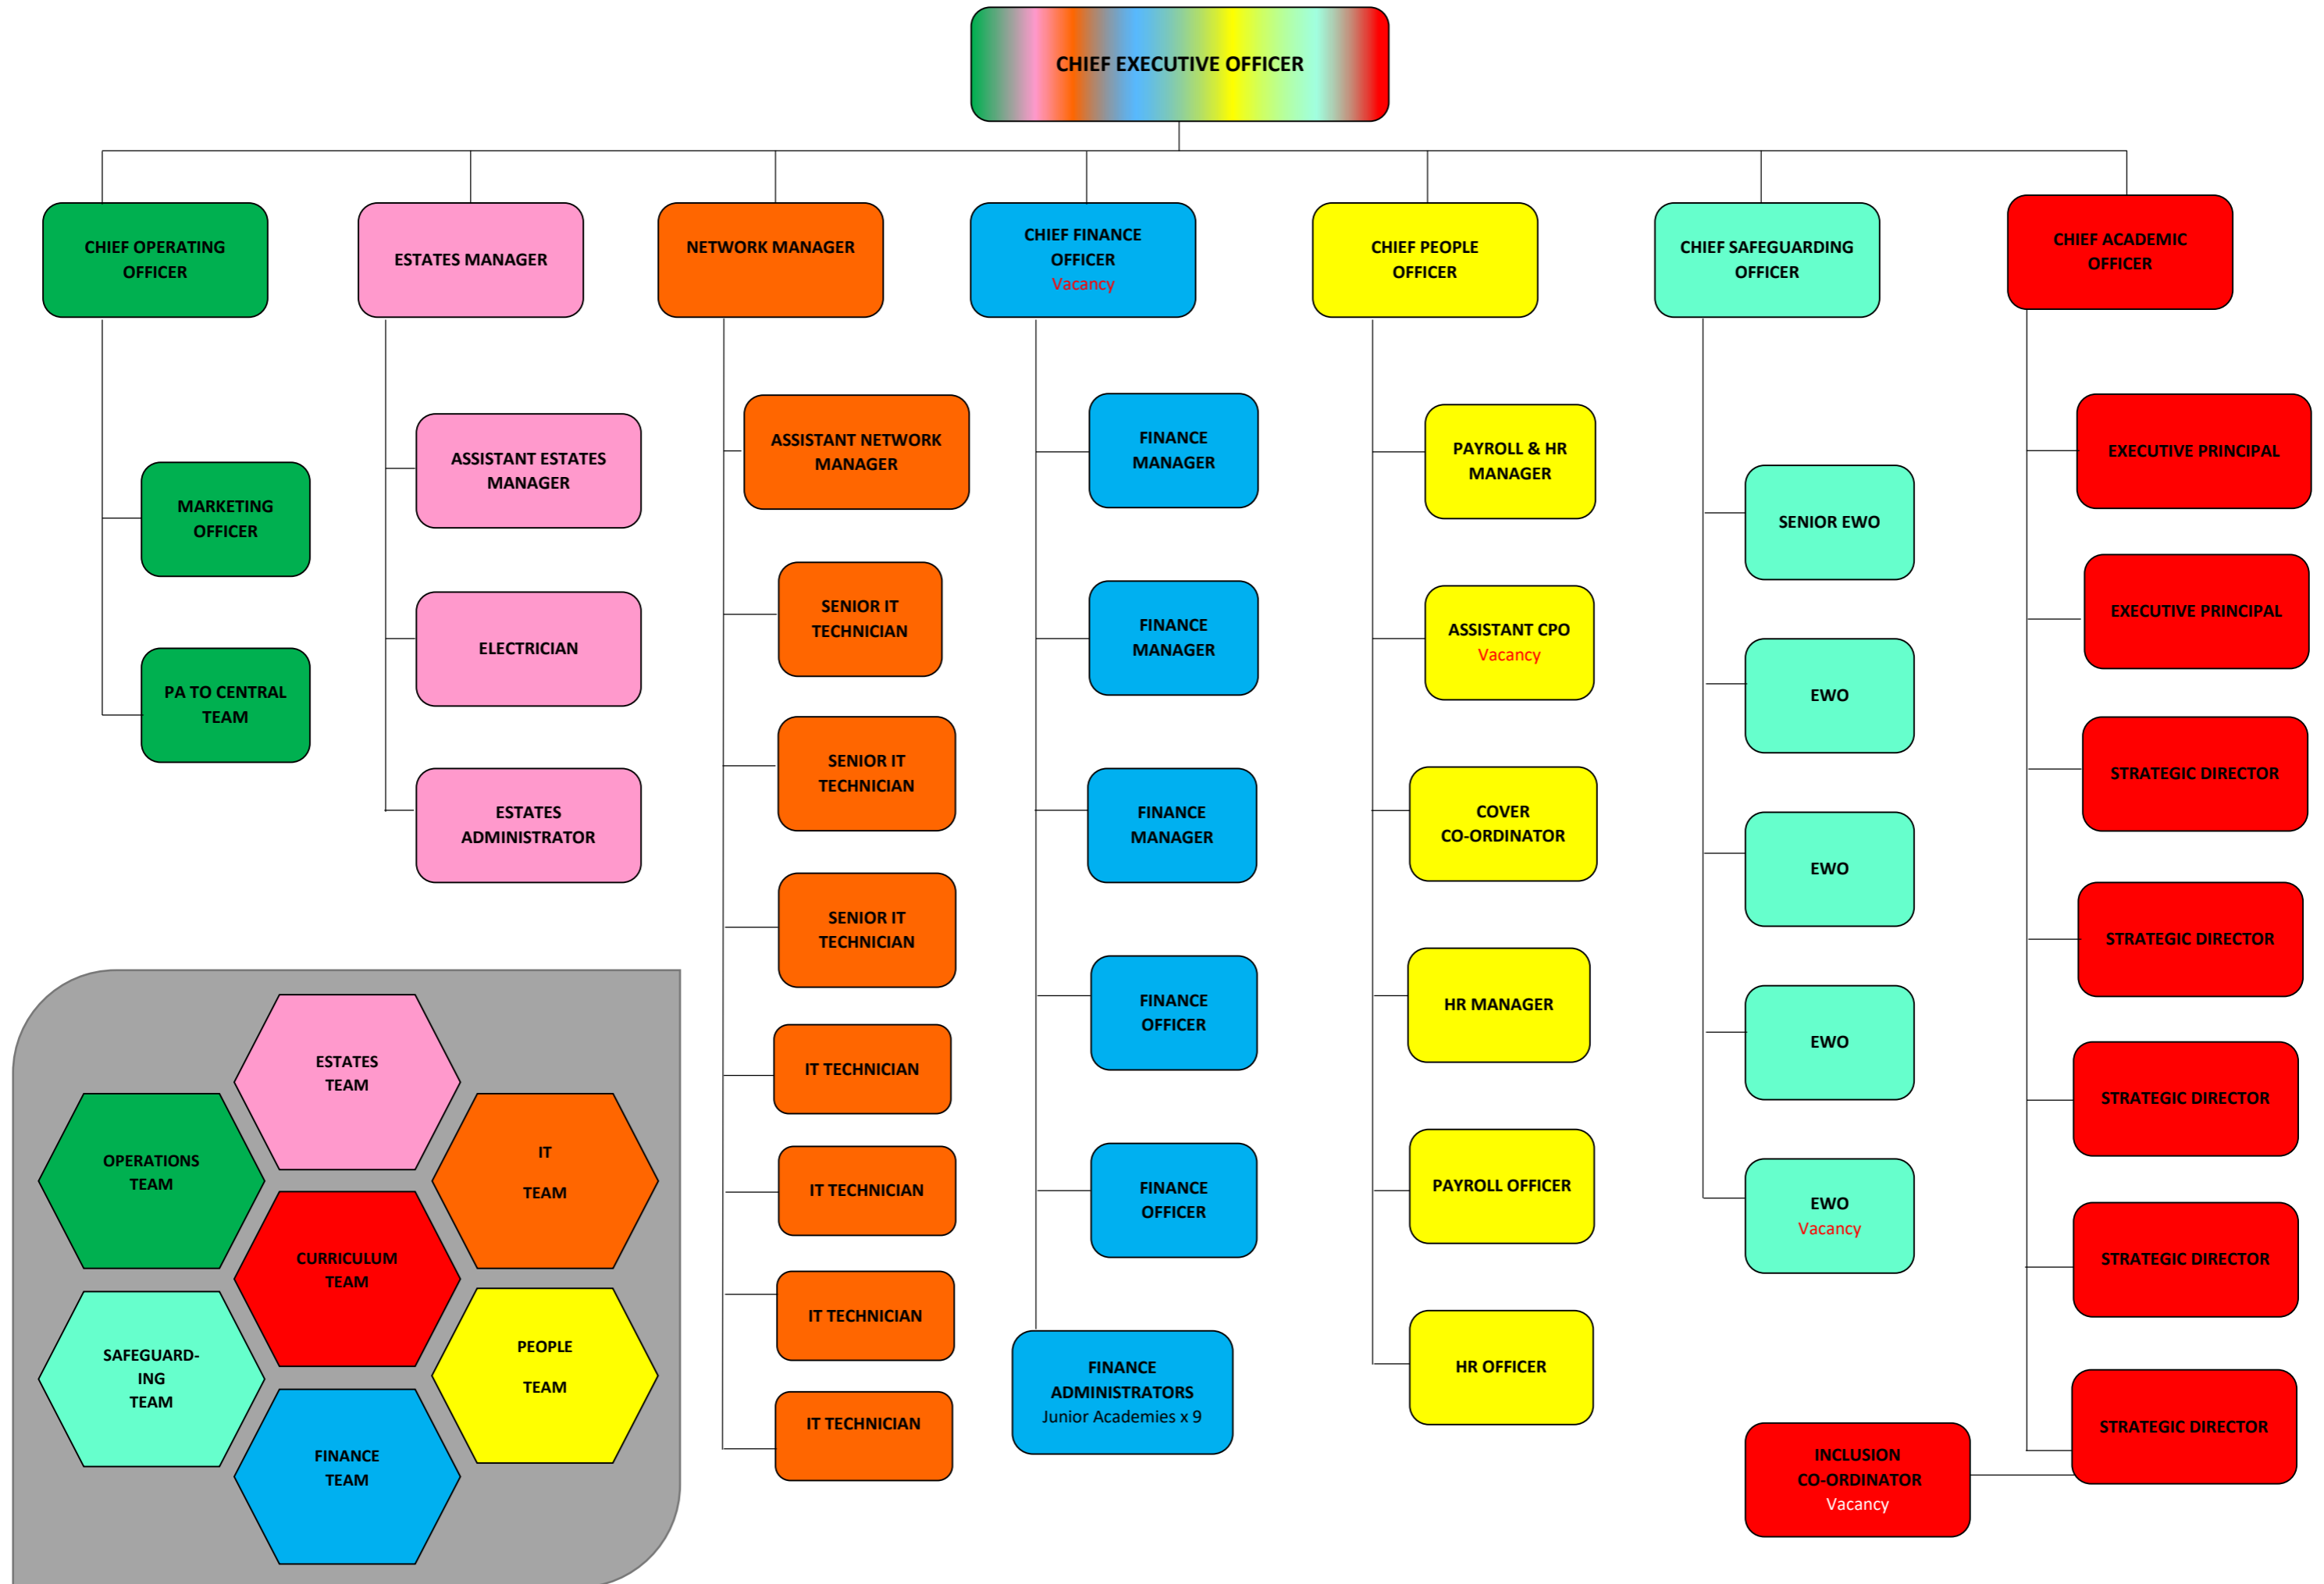 CHIEF EXECUTIVE OFFICER
CHIEF OPERATING
OFFICER
ESTATES MANAGER
NETWORK MANAGER
CHIEF FINANCE
OFFICER
Vacancy
CHIEF PEOPLE
OFFICER
CHIEF SAFEGUARDING
OFFICER
CHIEF ACADEMIC
OFFICER
MARKETING
OFFICER
PA TO CENTRAL
TEAM
ASSISTANT ESTATES
MANAGER
ELECTRICIAN
ESTATES
ADMINISTRATOR
ASSISTANT NETWORK
MANAGER
SENIOR IT
TECHNICIAN
SENIOR IT
TECHNICIAN
SENIOR IT
TECHNICIAN
IT TECHNICIAN
IT TECHNICIAN
IT TECHNICIAN
IT TECHNICIAN
FINANCE
MANAGER
FINANCE
MANAGER
FINANCE
MANAGER
FINANCE
OFFICER
FINANCE
OFFICER
FINANCE
ADMINISTRATORS
Junior Academies x 9
PAYROLL & HR
MANAGER
ASSISTANT CPO
Vacancy
COVER
CO-ORDINATOR
HR MANAGER
PAYROLL OFFICER
HR OFFICER
SENIOR EWO
EWO
EWO
EWO
EWO
Vacancy
EXECUTIVE PRINCIPAL
EXECUTIVE PRINCIPAL
STRATEGIC DIRECTOR
STRATEGIC DIRECTOR
STRATEGIC DIRECTOR
STRATEGIC DIRECTOR
STRATEGIC DIRECTOR
INCLUSION
CO-ORDINATOR
Vacancy
ESTATES
TEAM
OPERATIONS
TEAM
IT
TEAM
CURRICULUM
TEAM
SAFEGUARD-
ING
TEAM
PEOPLE
TEAM
FINANCE
TEAM